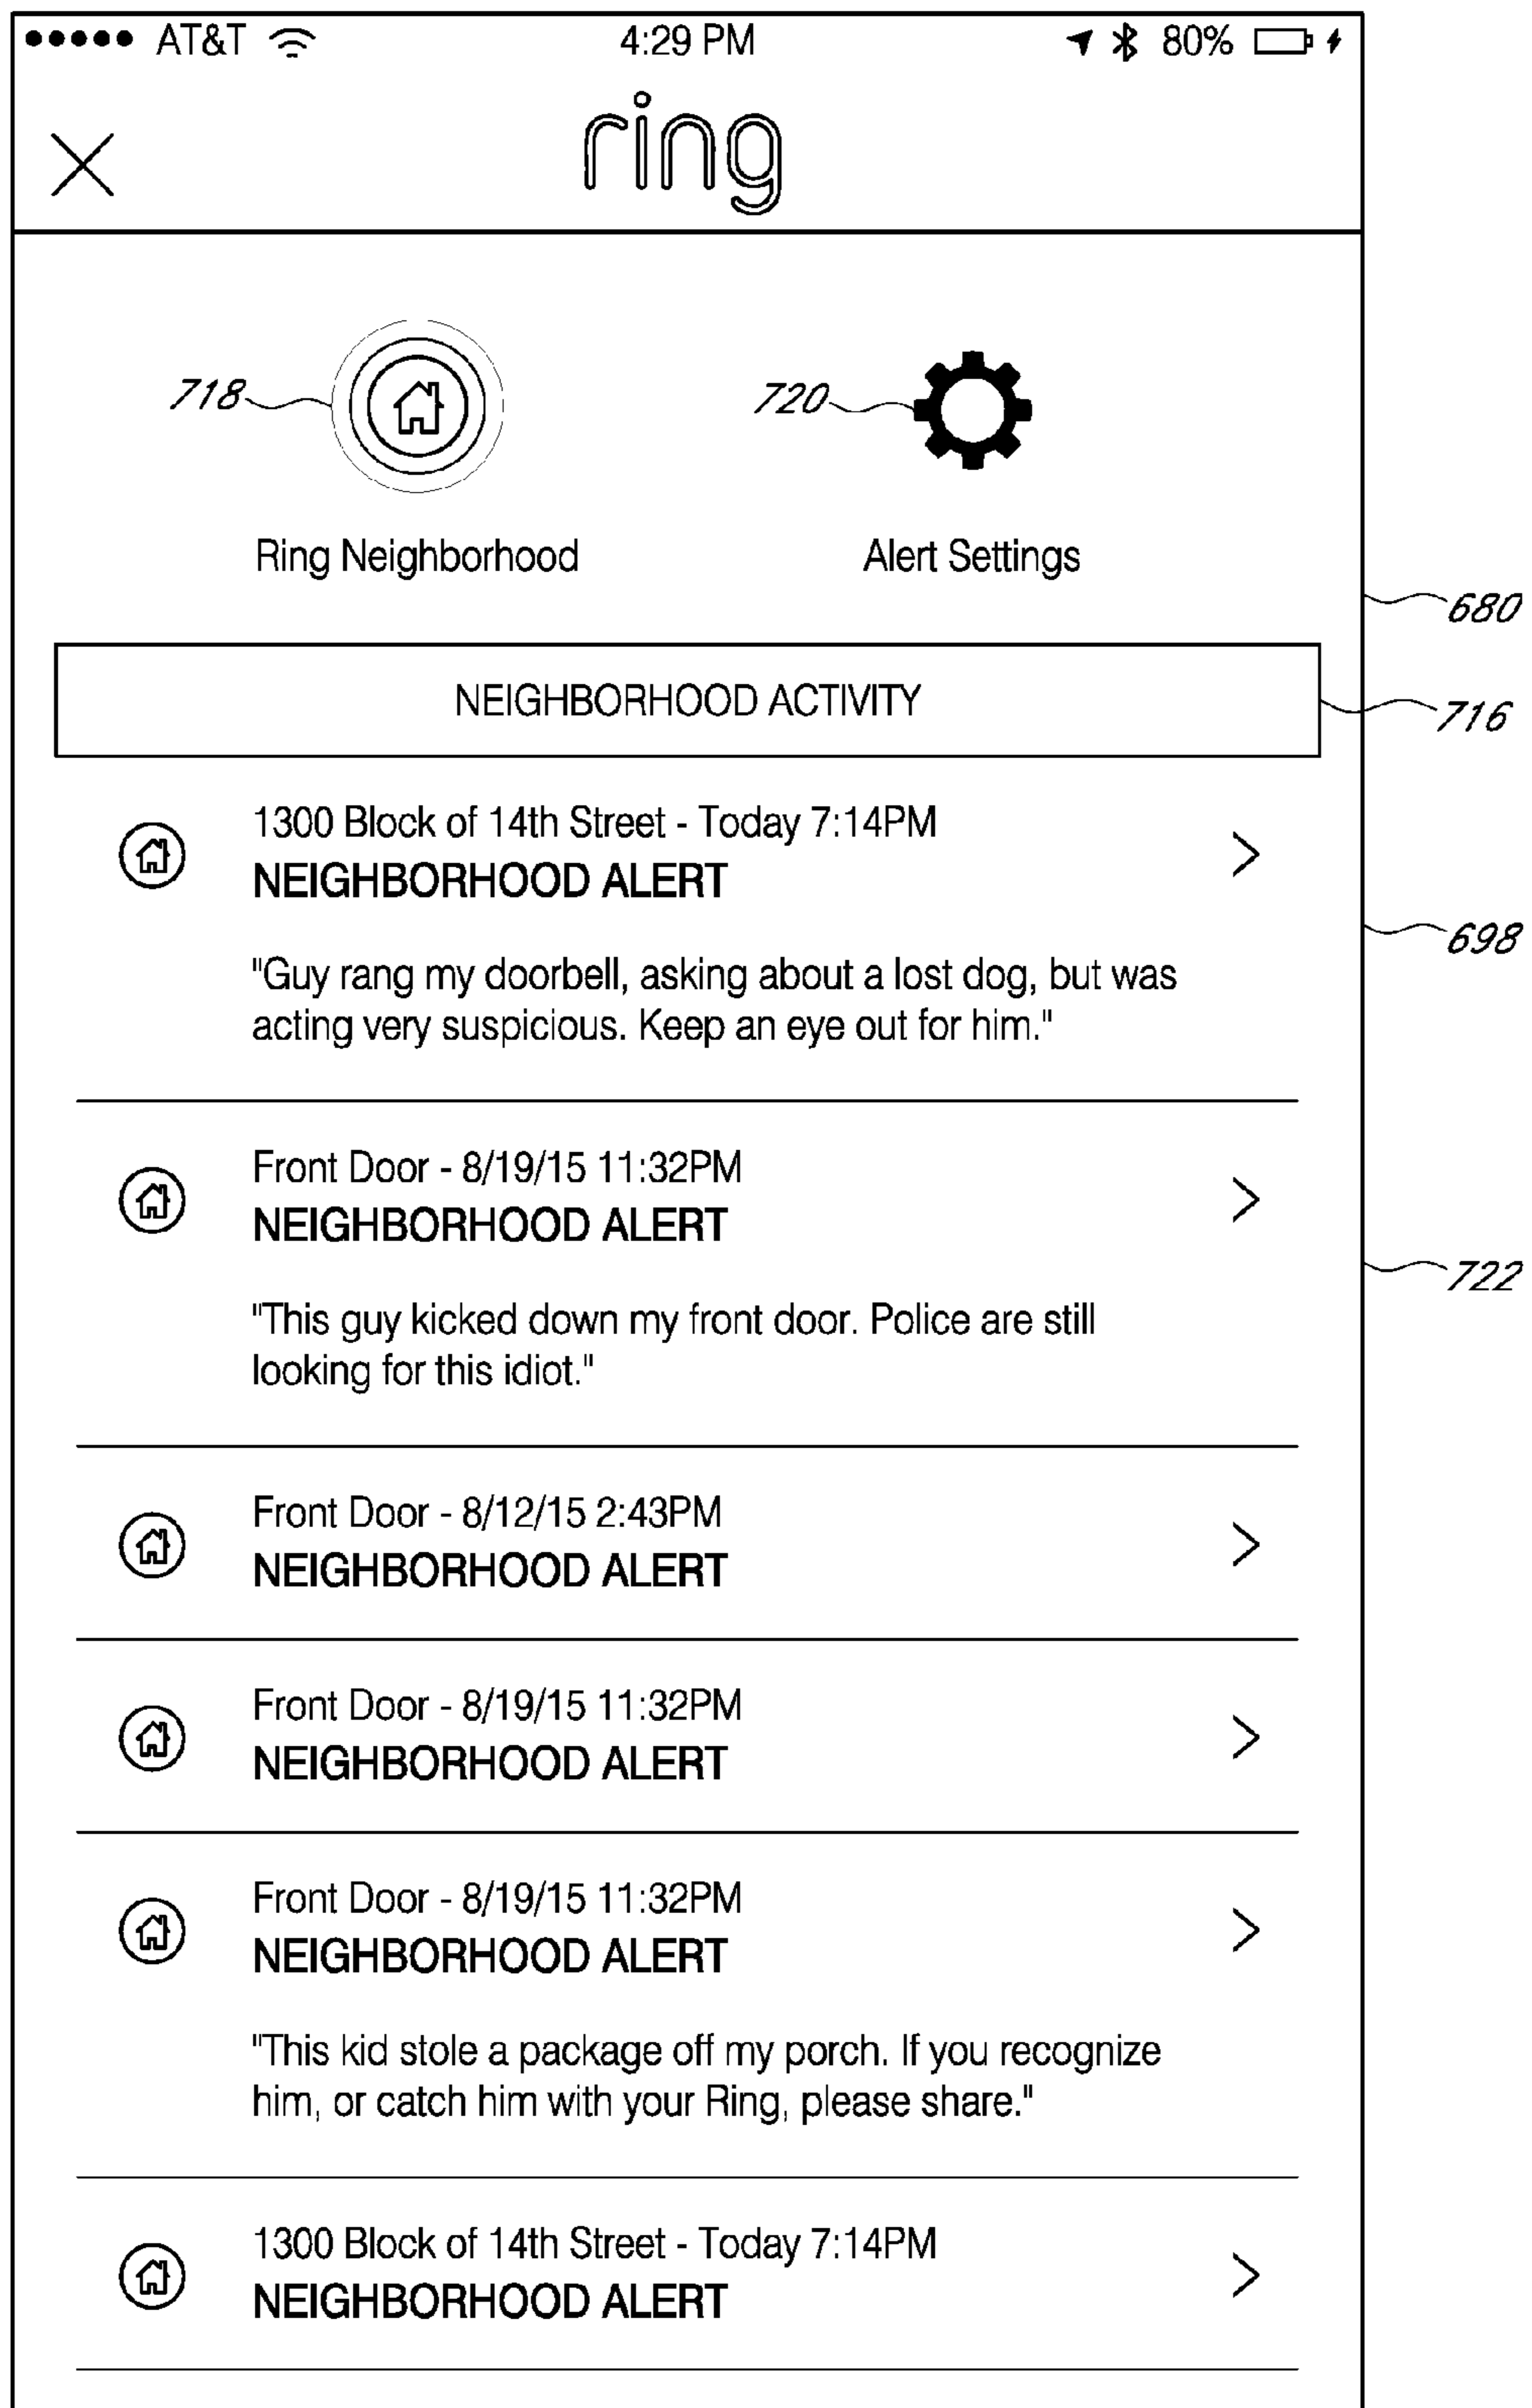 AT&T 4:29 PM 80%
ring
718 720
Ring Neighborhood Alert Settings
680
NEIGHBORHOOD ACTIVITY
716
1300 Block of 14th Street - Today 7:14PM
NEIGHBORHOOD ALERT
698
"Guy rang my doorbell, asking about a lost dog, but was
acting very suspicious. Keep an eye out for him."
Front Door - 8/19/15 11:32PM
NEIGHBORHOOD ALERT
722
"This guy kicked down my front door. Police are still
looking for this idiot."
Front Door - 8/12/15 2:43PM
NEIGHBORHOOD ALERT
Front Door - 8/19/15 11:32PM
NEIGHBORHOOD ALERT
Front Door - 8/19/15 11:32PM
NEIGHBORHOOD ALERT
"This kid stole a package off my porch. If you recognize
him, or catch him with your Ring, please share."
1300 Block of 14th Street - Today 7:14PM
NEIGHBORHOOD ALERT